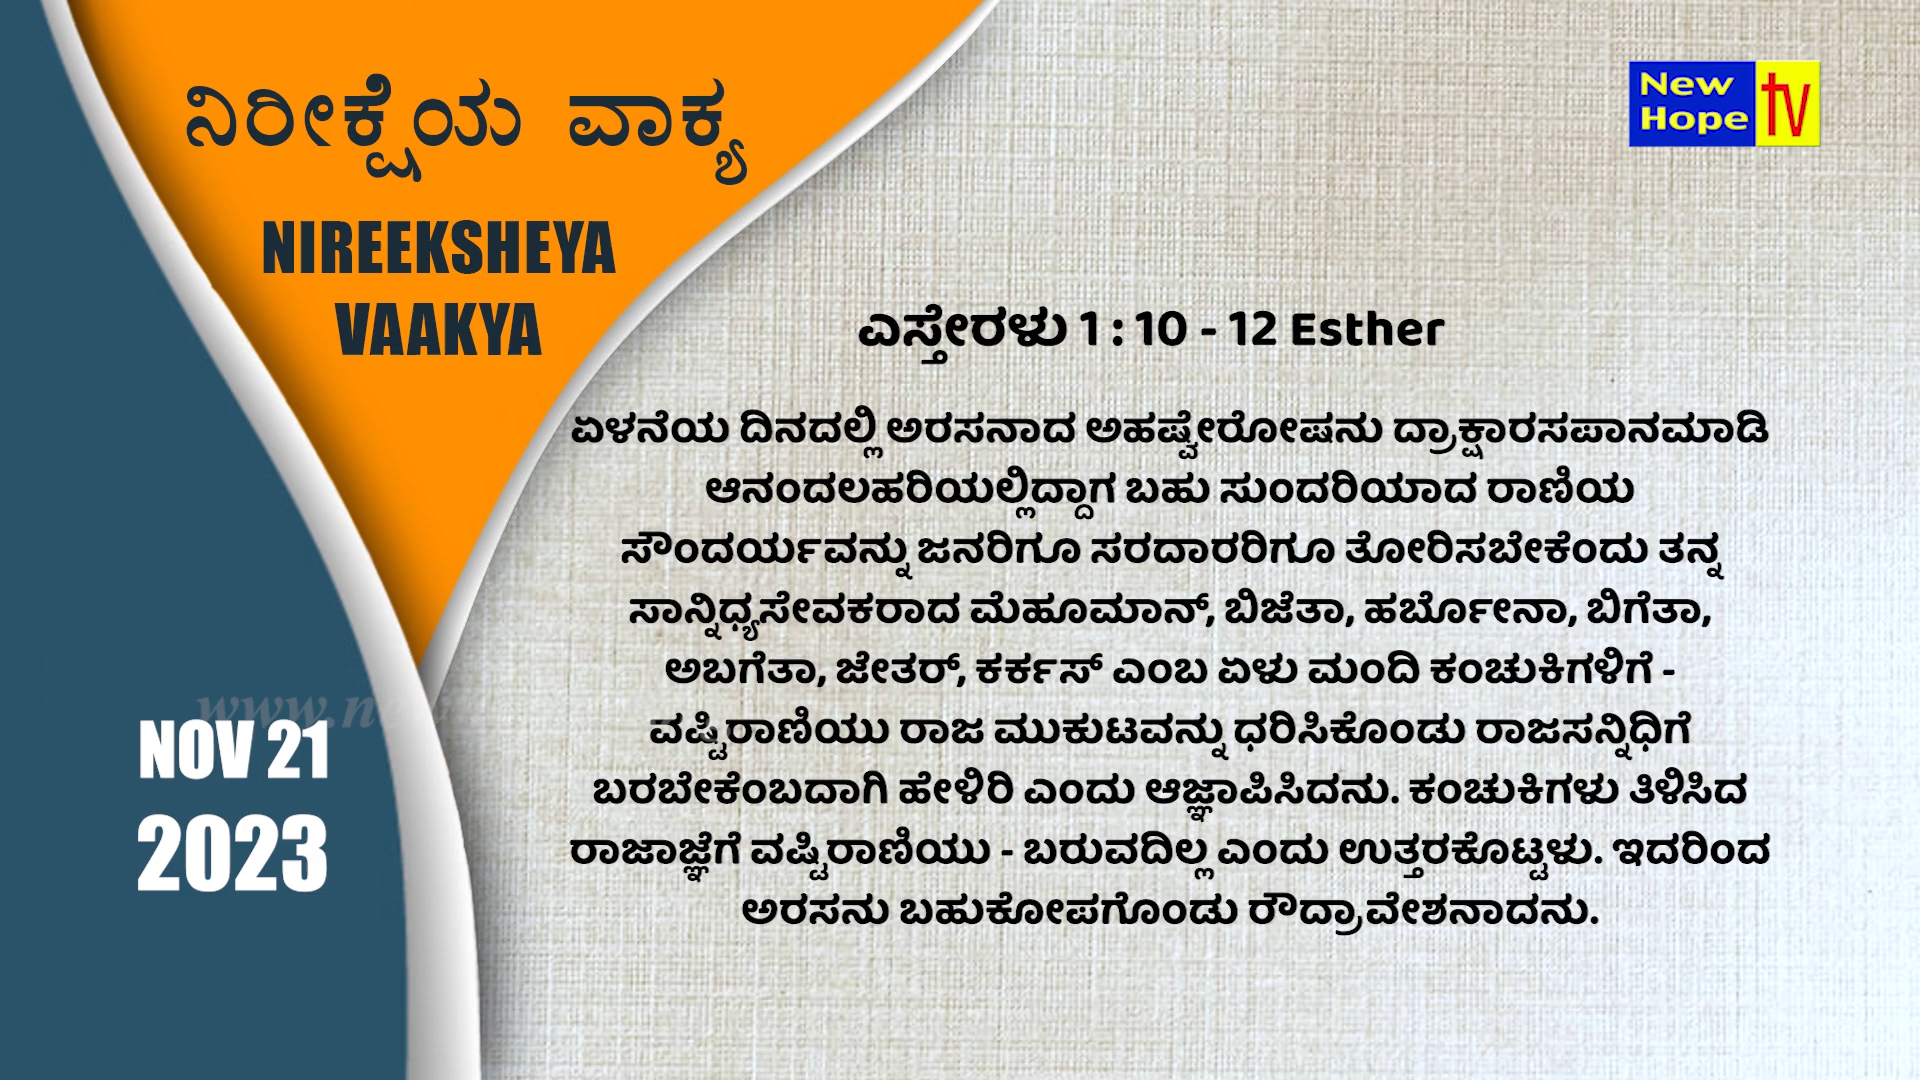 ನಿರೀಕ್ಷೆಯ ವಾಕ್ಯ
NIREEKSHEYA
VAAKYA
New
Hope
tv
ಎಸ್ತೇರಳು 1 : 10 - 12 Esther
ಏಳನೆಯ ದಿನದಲ್ಲಿ ಅರಸನಾದ ಅಹಷ್ವೇರೋಷನು ದ್ರಾಕ್ಷಾರಸಪಾನಮಾಡಿ
ಆನಂದಲಹರಿಯಲ್ಲಿದ್ದಾಗ ಬಹು ಸುಂದರಿಯಾದ ರಾಣಿಯ
ಸೌಂದರ್ಯವನ್ನು ಜನರಿಗೂ ಸರದಾರರಿಗೂ ತೋರಿಸಬೇಕೆಂದು ತನ್ನ
ಸಾನ್ನಿಧ್ಯಸೇವಕರಾದ ಮೆಹೂಮಾನ್, ಬಿಜೆತಾ, ಹರ್ಬೋನಾ, ಬಿಗೆತಾ,
ಅಬಗೆತಾ, ಜೇತರ್, ಕರ್ಕಸ್ ಎಂಬ ಏಳು ಮಂದಿ ಕಂಚುಕಿಗಳಿಗೆ -
ವಷ್ಟಿರಾಣಿಯು ರಾಜ ಮುಕುಟವನ್ನು ಧರಿಸಿಕೊಂಡು ರಾಜಸನ್ನಿಧಿಗೆ
ಬರಬೇಕೆಂಬದಾಗಿ ಹೇಳಿರಿ ಎಂದು ಆಜ್ಞಾಪಿಸಿದನು. ಕಂಚುಕಿಗಳು ತಿಳಿಸಿದ
ರಾಜಾಜ್ಞೆಗೆ ವಷ್ಟಿರಾಣಿಯು - ಬರುವದಿಲ್ಲ ಎಂದು ಉತ್ತರಕೊಟ್ಟಳು. ಇದರಿಂದ
ಅರಸನು ಬಹುಕೋಪಗೊಂಡು ರೌದ್ರಾವೇಶನಾದನು.
NOV 21
2023